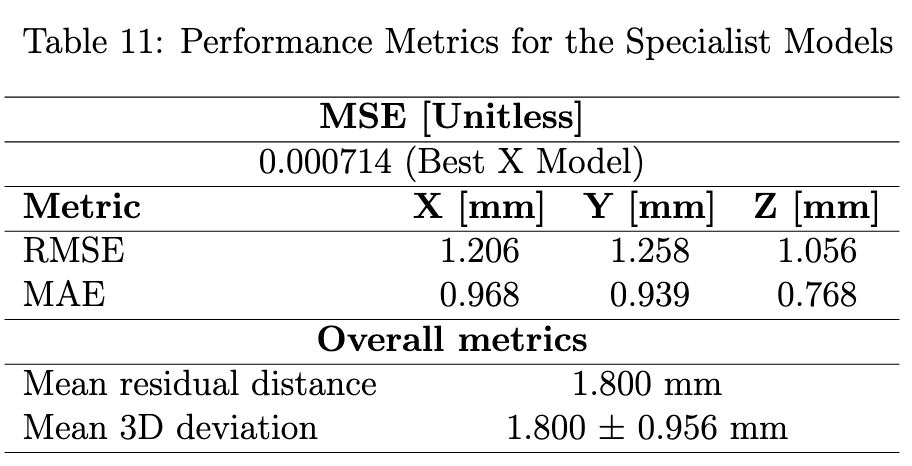 Table 11: Performance Metrics for the Specialist Models
MSE [Unitless]
0.000714 (Best X Model)
Metric X [mm] Y [mm] Z [mm]
RMSE 1.206 1.258 1.056
MAE 0.968 0.939 0.768
Overall metrics
Mean residual distance 1.800 mm
Mean 3D deviation 1.800 ± 0.956 mm